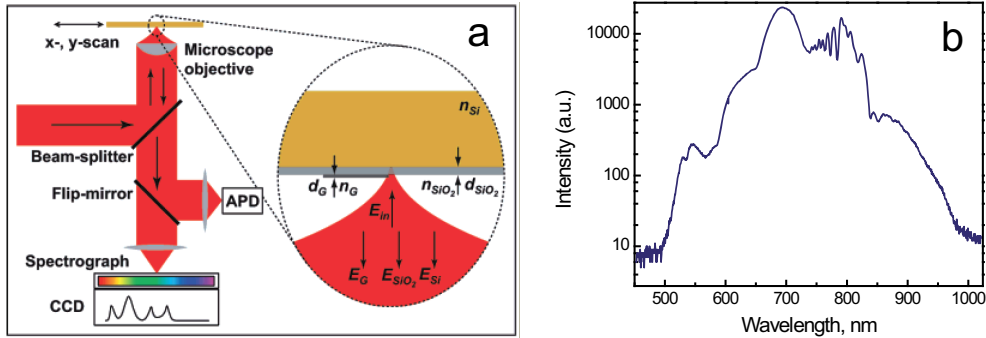 a
x-, y-scan
Microscope
objective
Beam-splitter
Flip-mirror
APD
Spectrograph
CCD
n_Si
d_G n_G
n_SiO2 d_SiO2
E_in
E_G E_SiO2 E_Si
b
Intensity (a.u.)
10000
1000
100
10
500 600 700 800 900 1000
Wavelength, nm